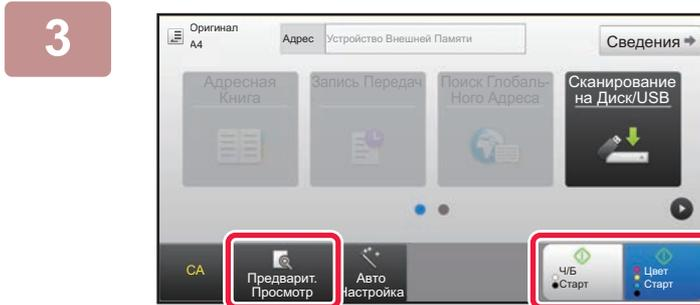 3
Оригинал
A4
Адрес
Устройство Внешней Памяти
Сведения
Адресная
Книга
Запись Передач
Поиск Глобаль-
Ного Адреса
Сканирование
на Диск/USB
CA
Предварит.
Просмотр
Авто
Настройка
Ч/Б
Старт
Цвет
Старт